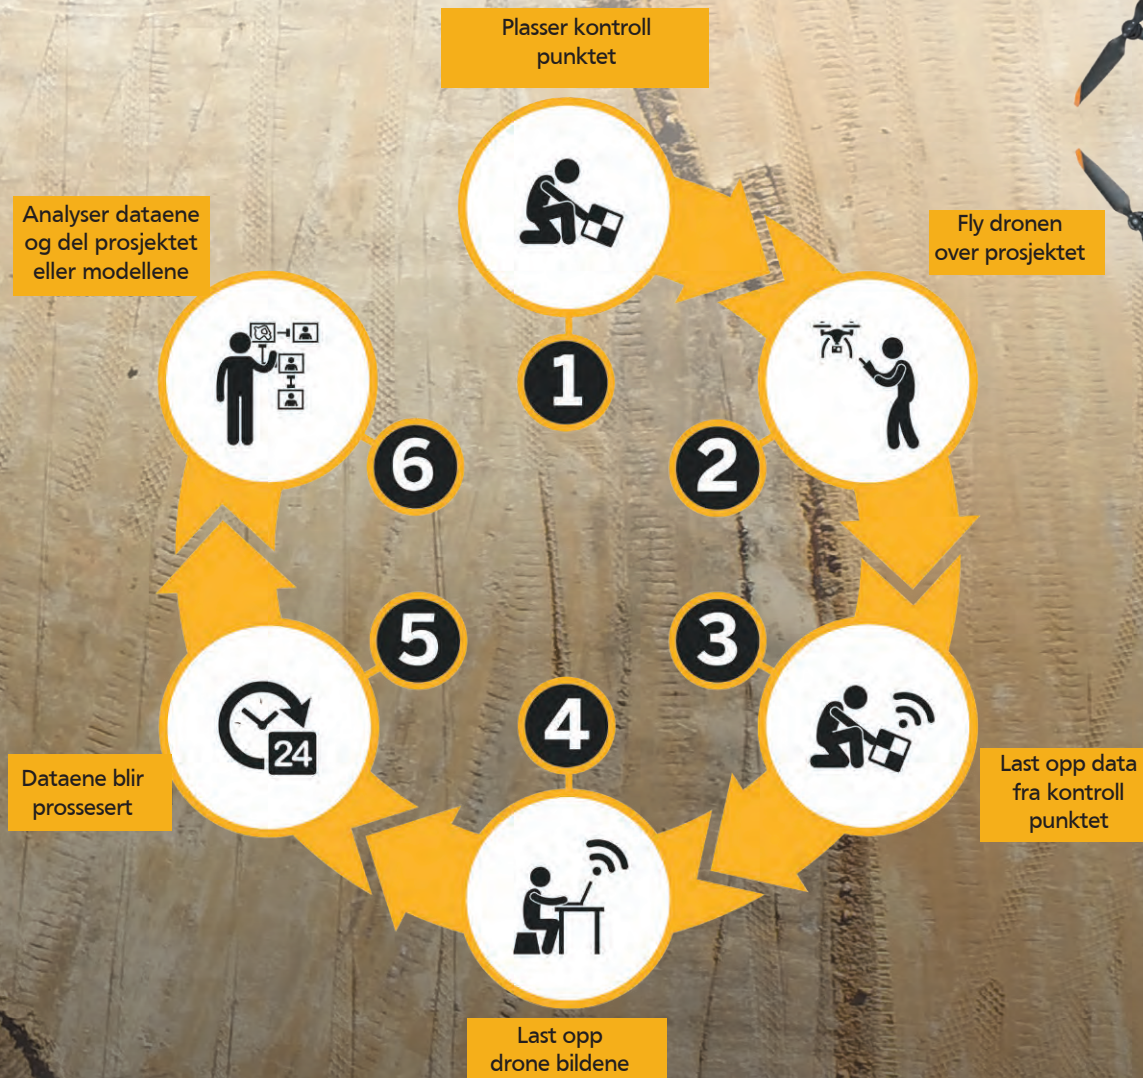 Plasser kontroll
punktet
1
Fly dronen
over prosjektet
2
Last opp data
fra kontroll
punktet
3
Last opp
drone bildene
4
Dataene blir
prossesert
24
5
Analyser dataene
og del prosjektet
eller modellene
6